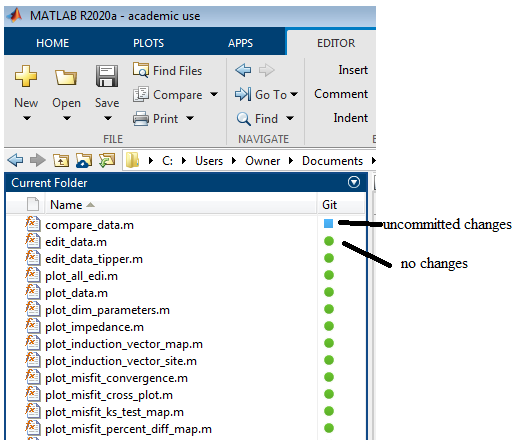 MATLAB R2020a - academic use
HOME PLOTS APPS EDITOR
New Open Save Find Files Compare Print Go To Find Insert Comment Indent
FILE NAVIGATE E
C: Users Owner Documents
Current Folder
Name Git
compare_data.m uncommitted changes
edit_data.m
edit_data_tipper.m no changes
plot_all_edi.m
plot_data.m
plot_dim_parameters.m
plot_impedance.m
plot_induction_vector_map.m
plot_induction_vector_site.m
plot_misfit_convergence.m
plot_misfit_cross_plot.m
plot_misfit_ks_test_map.m
plot_misfit_percent_diff_map.m